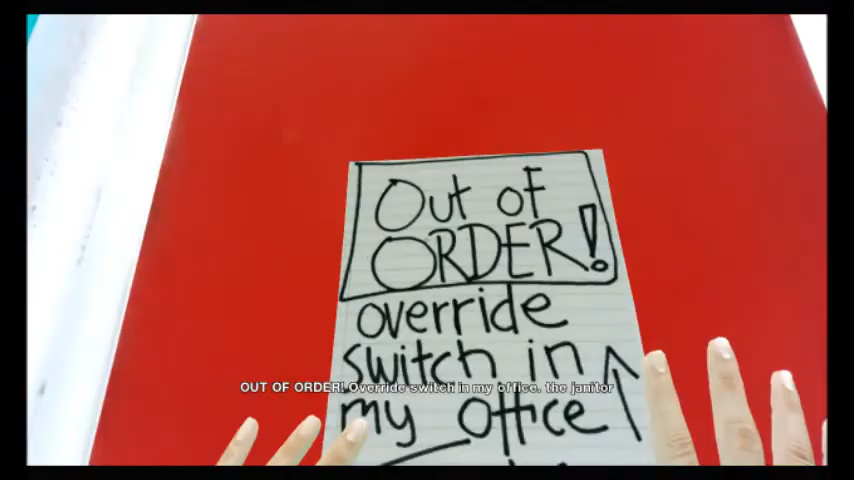 Out of
ORDER!
override
switch in
my office
OUT OF ORDER! Override switch in my office. the janitor